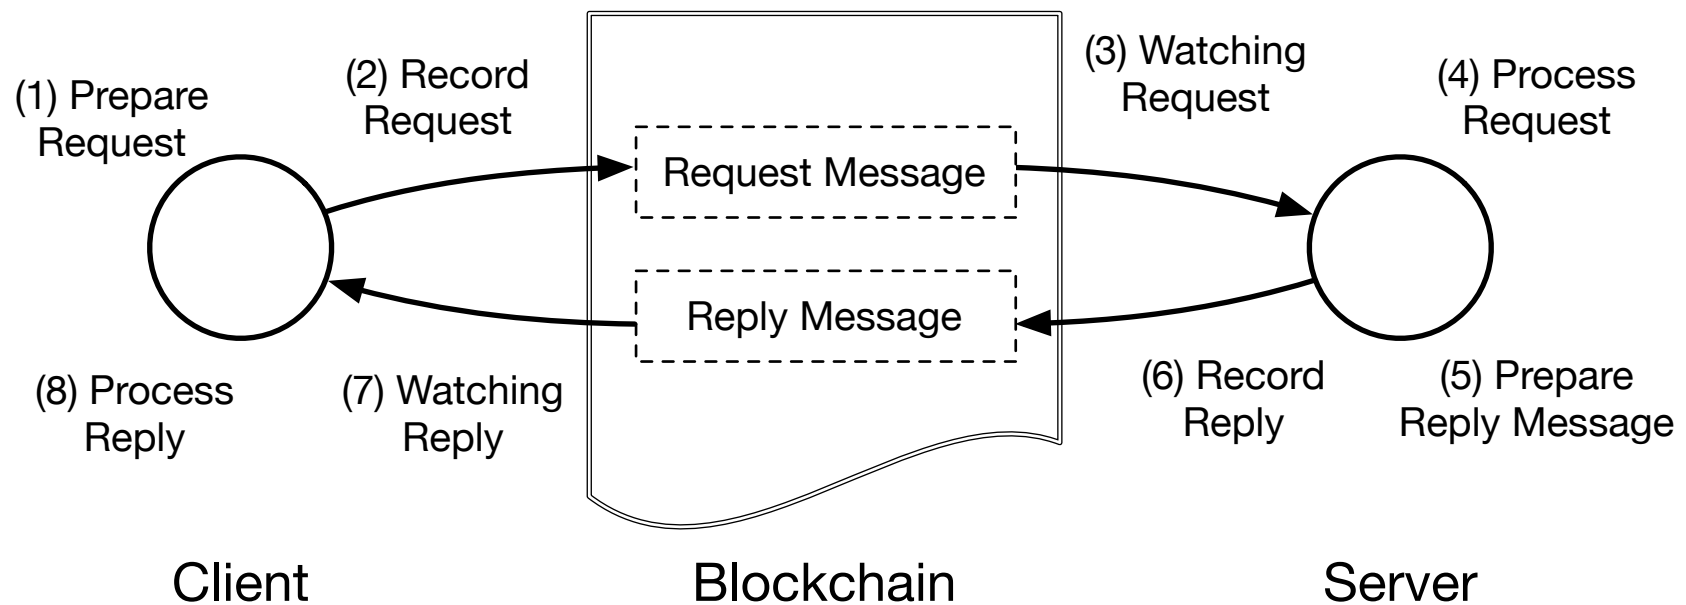 (1) Prepare
Request
(2) Record
Request
(3) Watching
Request
(4) Process
Request
Request Message
Reply Message
(8) Process
Reply
(7) Watching
Reply
(6) Record
Reply
(5) Prepare
Reply Message
Client
Blockchain
Server